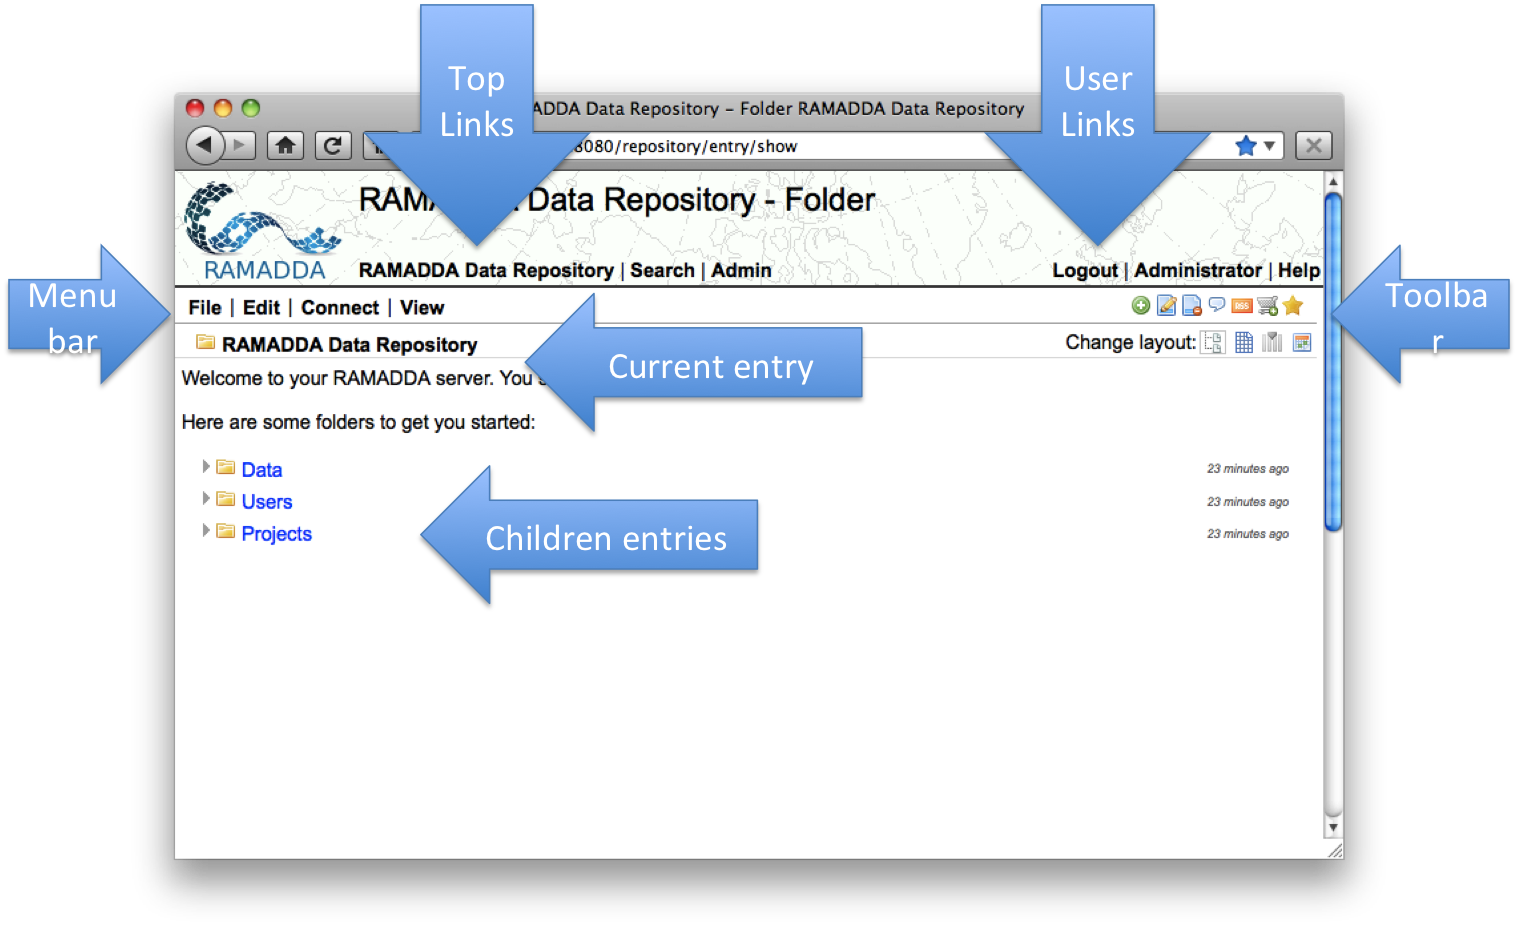 Top
Links
User
Links
ADDA Data Repository – Folder RAMADDA Data Repository
8080/repository/entry/show
RAMA Data Repository - Folder
RAMADDA
RAMADDA Data Repository | Search | Admin
Logout | Administrator | Help
Menu
bar
Toolba
r
File | Edit | Connect | View
RSS
RAMADDA Data Repository
Change layout:
Current entry
Welcome to your RAMADDA server. You
Here are some folders to get you started:
Data
23 minutes ago
Users
23 minutes ago
Projects
23 minutes ago
Children entries